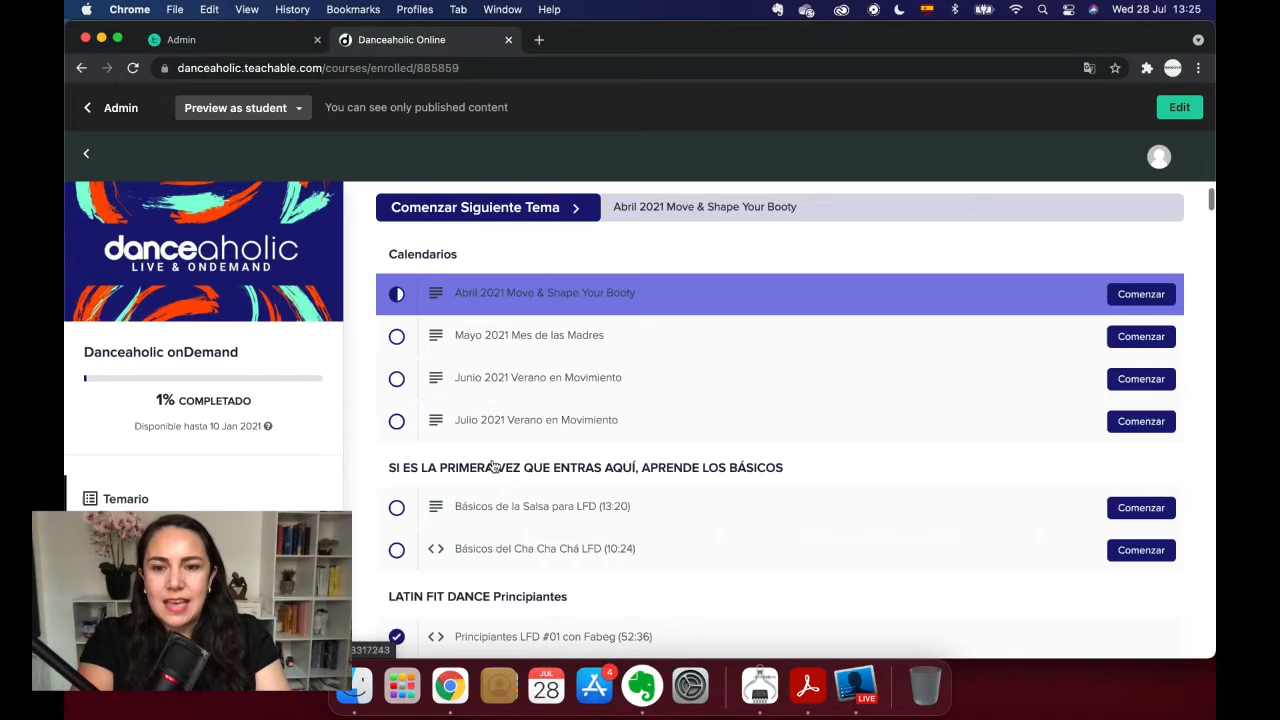 Chrome File Edit View History Bookmarks Profiles Tab Window Help Wed 28 Jul 13:25
Admin Danceaholic Online
danceaholic.teachable.com/courses/enrolled/885859
Admin Preview as student You can see only published content Edit
danceaholic
LIVE & ONDEMAND
Danceaholic onDemand
1% COMPLETADO
Disponible hasta 10 Jan 2021
Temario
Comenzar Siguiente Tema Abril 2021 Move & Shape Your Booty
Calendarios
Abril 2021 Move & Shape Your Booty Comenzar
Mayo 2021 Mes de las Madres Comenzar
Junio 2021 Verano en Movimiento Comenzar
Julio 2021 Verano en Movimiento Comenzar
SI ES LA PRIMERA VEZ QUE ENTRAS AQUÍ, APRENDE LOS BÁSICOS
Básicos de la Salsa para LFD (13:20) Comenzar
Básicos del Cha Cha Chá LFD (10:24) Comenzar
LATIN FIT DANCE Principiantes
Principiantes LFD #01 con Fabeg (52:36)
3317243
JUL
28
4
LIVE